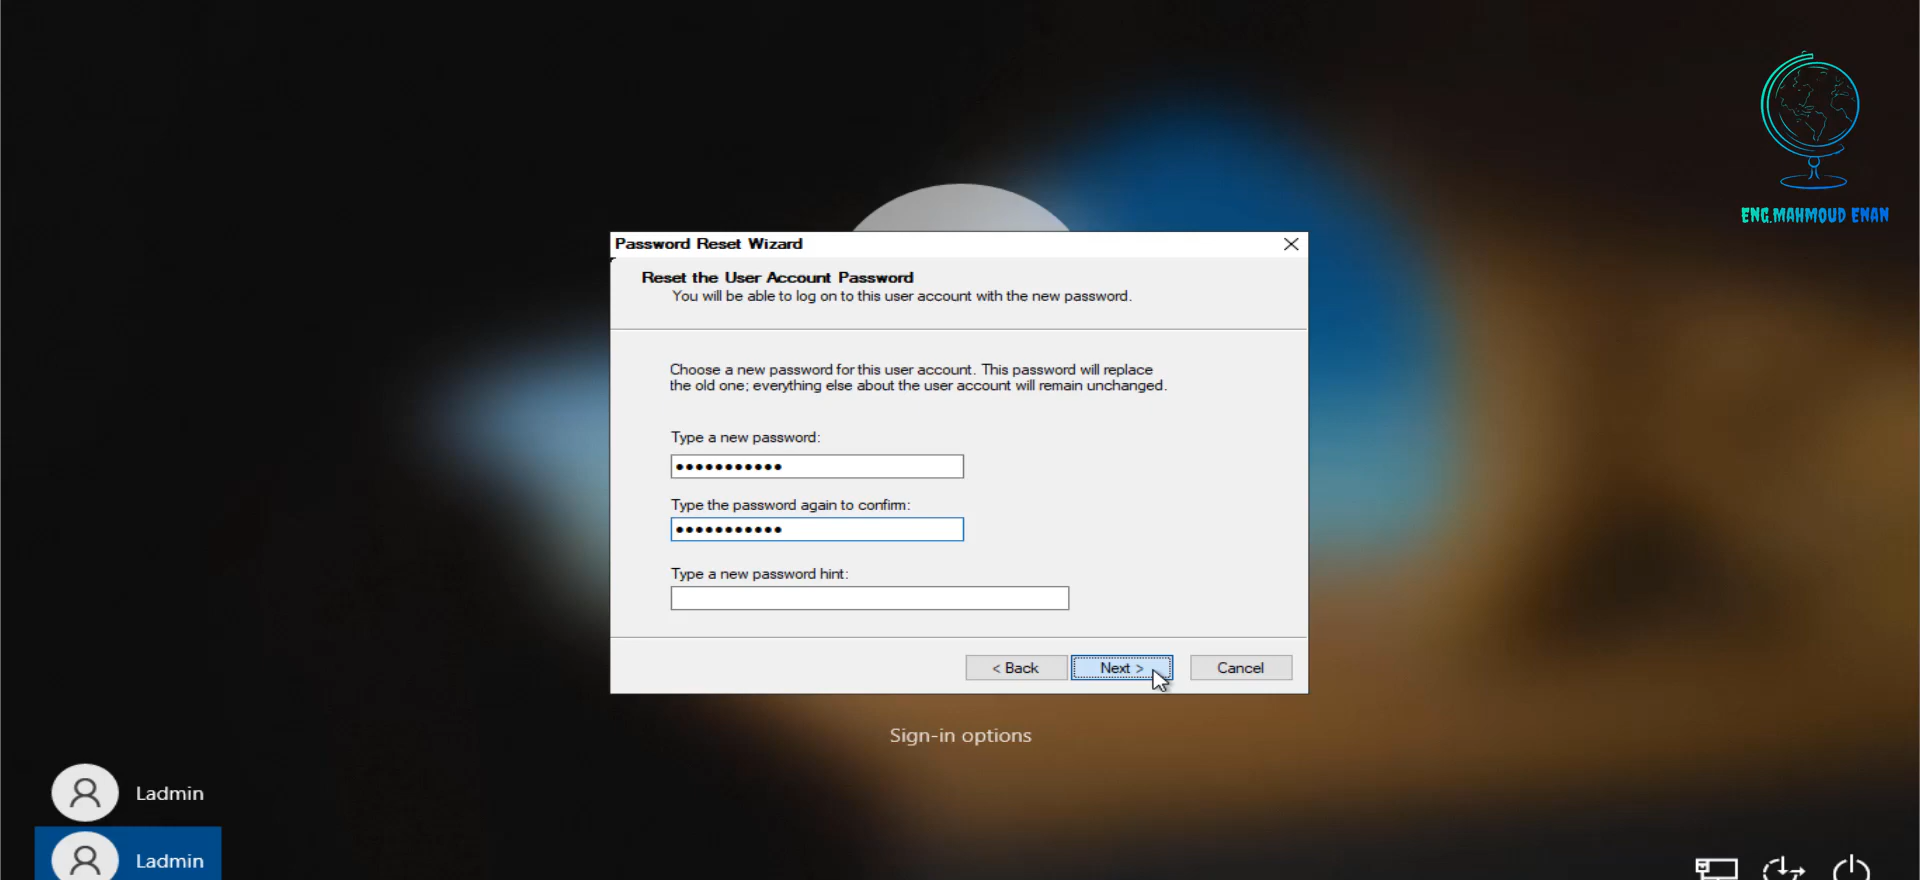 ENG.MAHMOUD ENAN
Password Reset Wizard
Reset the User Account Password
You will be able to log on to this user account with the new password.
Choose a new password for this user account. This password will replace
the old one; everything else about the user account will remain unchanged.
Type a new password:
●●●●●●●●●●●
Type the password again to confirm:
●●●●●●●●●●●
Type a new password hint:
< Back
Next >
Cancel
Sign-in options
Ladmin
Ladmin